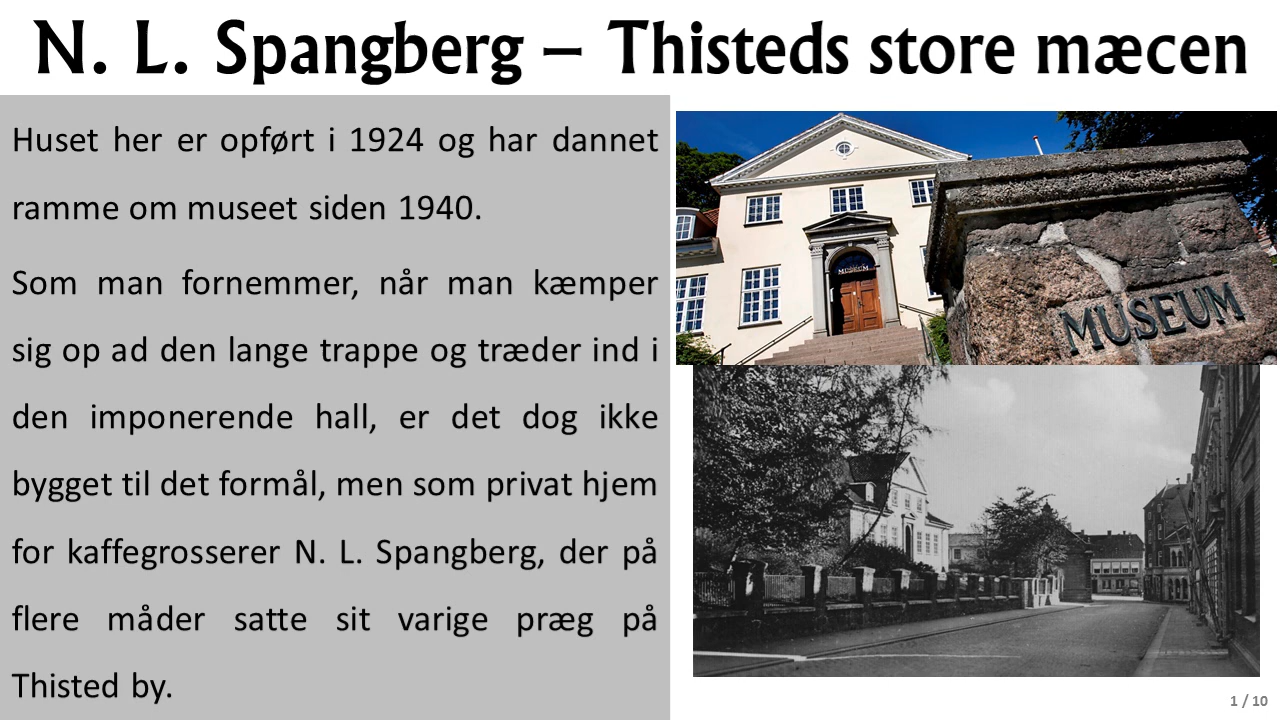 N. L. Spangberg – Thisteds store mæcen
Huset her er opført i 1924 og har dannet
ramme om museet siden 1940.
Som man fornemmer, når man kæmper
sig op ad den lange trappe og træder ind i
den imponerende hall, er det dog ikke
bygget til det formål, men som privat hjem
for kaffegrosserer N. L. Spangberg, der på
flere måder satte sit varige præg på
Thisted by.
MUSEUM
MUSEUM
1 / 10